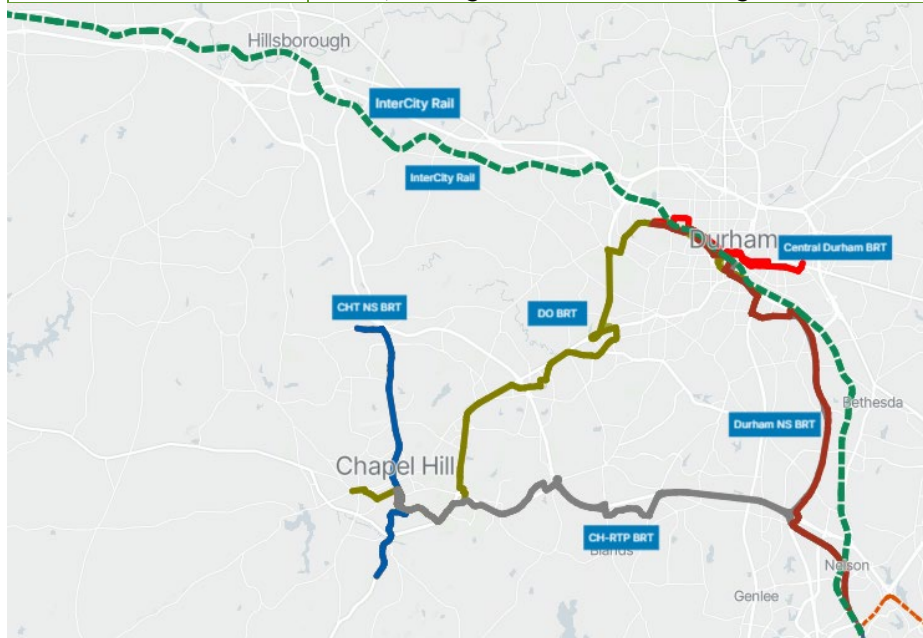 Hillsborough
InterCity Rail
InterCity Rail
Durham
Central Durham BRT
CHT NS BRT
DO BRT
Bethesda
Durham NS BRT
Chapel Hill
CH-RTP BRT
Blands
Nelson
Genlee